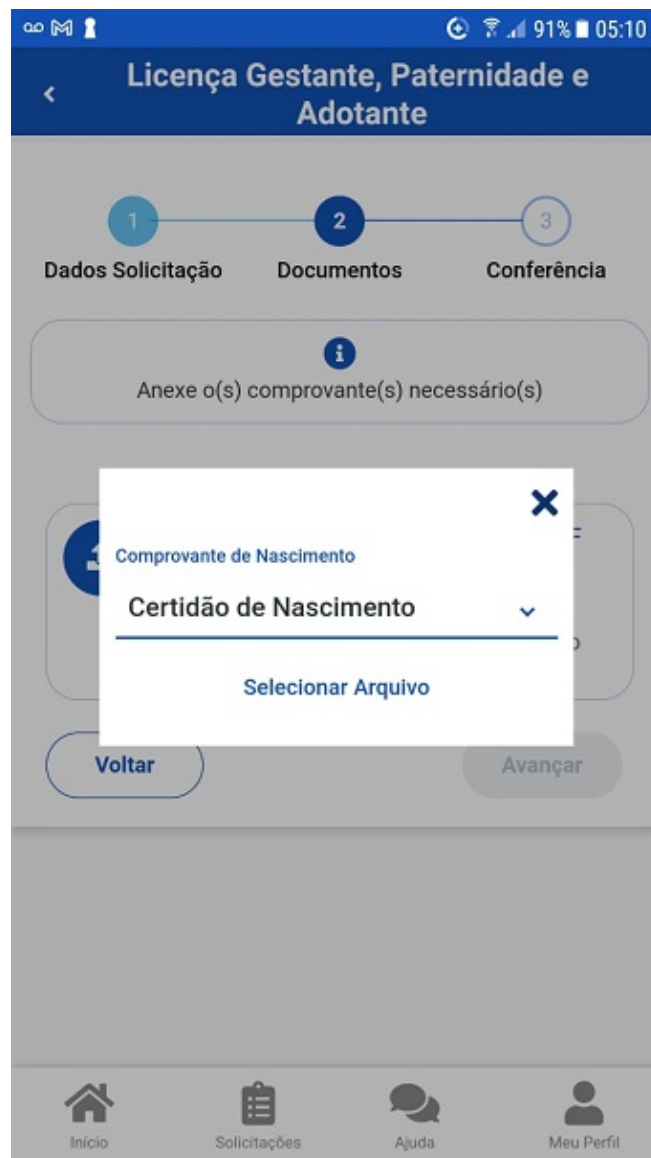 91% 05:10
Licença Gestante, Paternidade e
Adotante
1 2 3
Dados Solicitação Documentos Conferência
Anexe o(s) comprovante(s) necessário(s)
Comprovante de Nascimento
Certidão de Nascimento
Selecionar Arquivo
Voltar Avançar
Início Solicitações Ajuda Meu Perfil